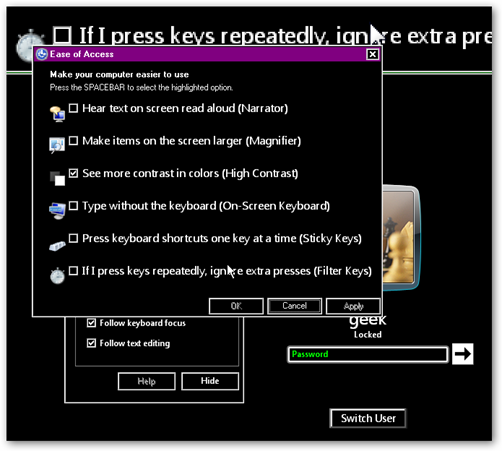 If I press keys repeatedly, ignore extra pre
Ease of Access
Make your computer easier to use
Press the SPACEBAR to select the highlighted option.
Hear text on screen read aloud (Narrator)
Make items on the screen larger (Magnifier)
See more contrast in colors (High Contrast)
Type without the keyboard (On-Screen Keyboard)
Press keyboard shortcuts one key at a time (Sticky Keys)
If I press keys repeatedly, ignore extra presses (Filter Keys)
OK Cancel Apply
Follow keyboard focus
Follow text editing
Help Hide
geek
Locked
Password
Switch User